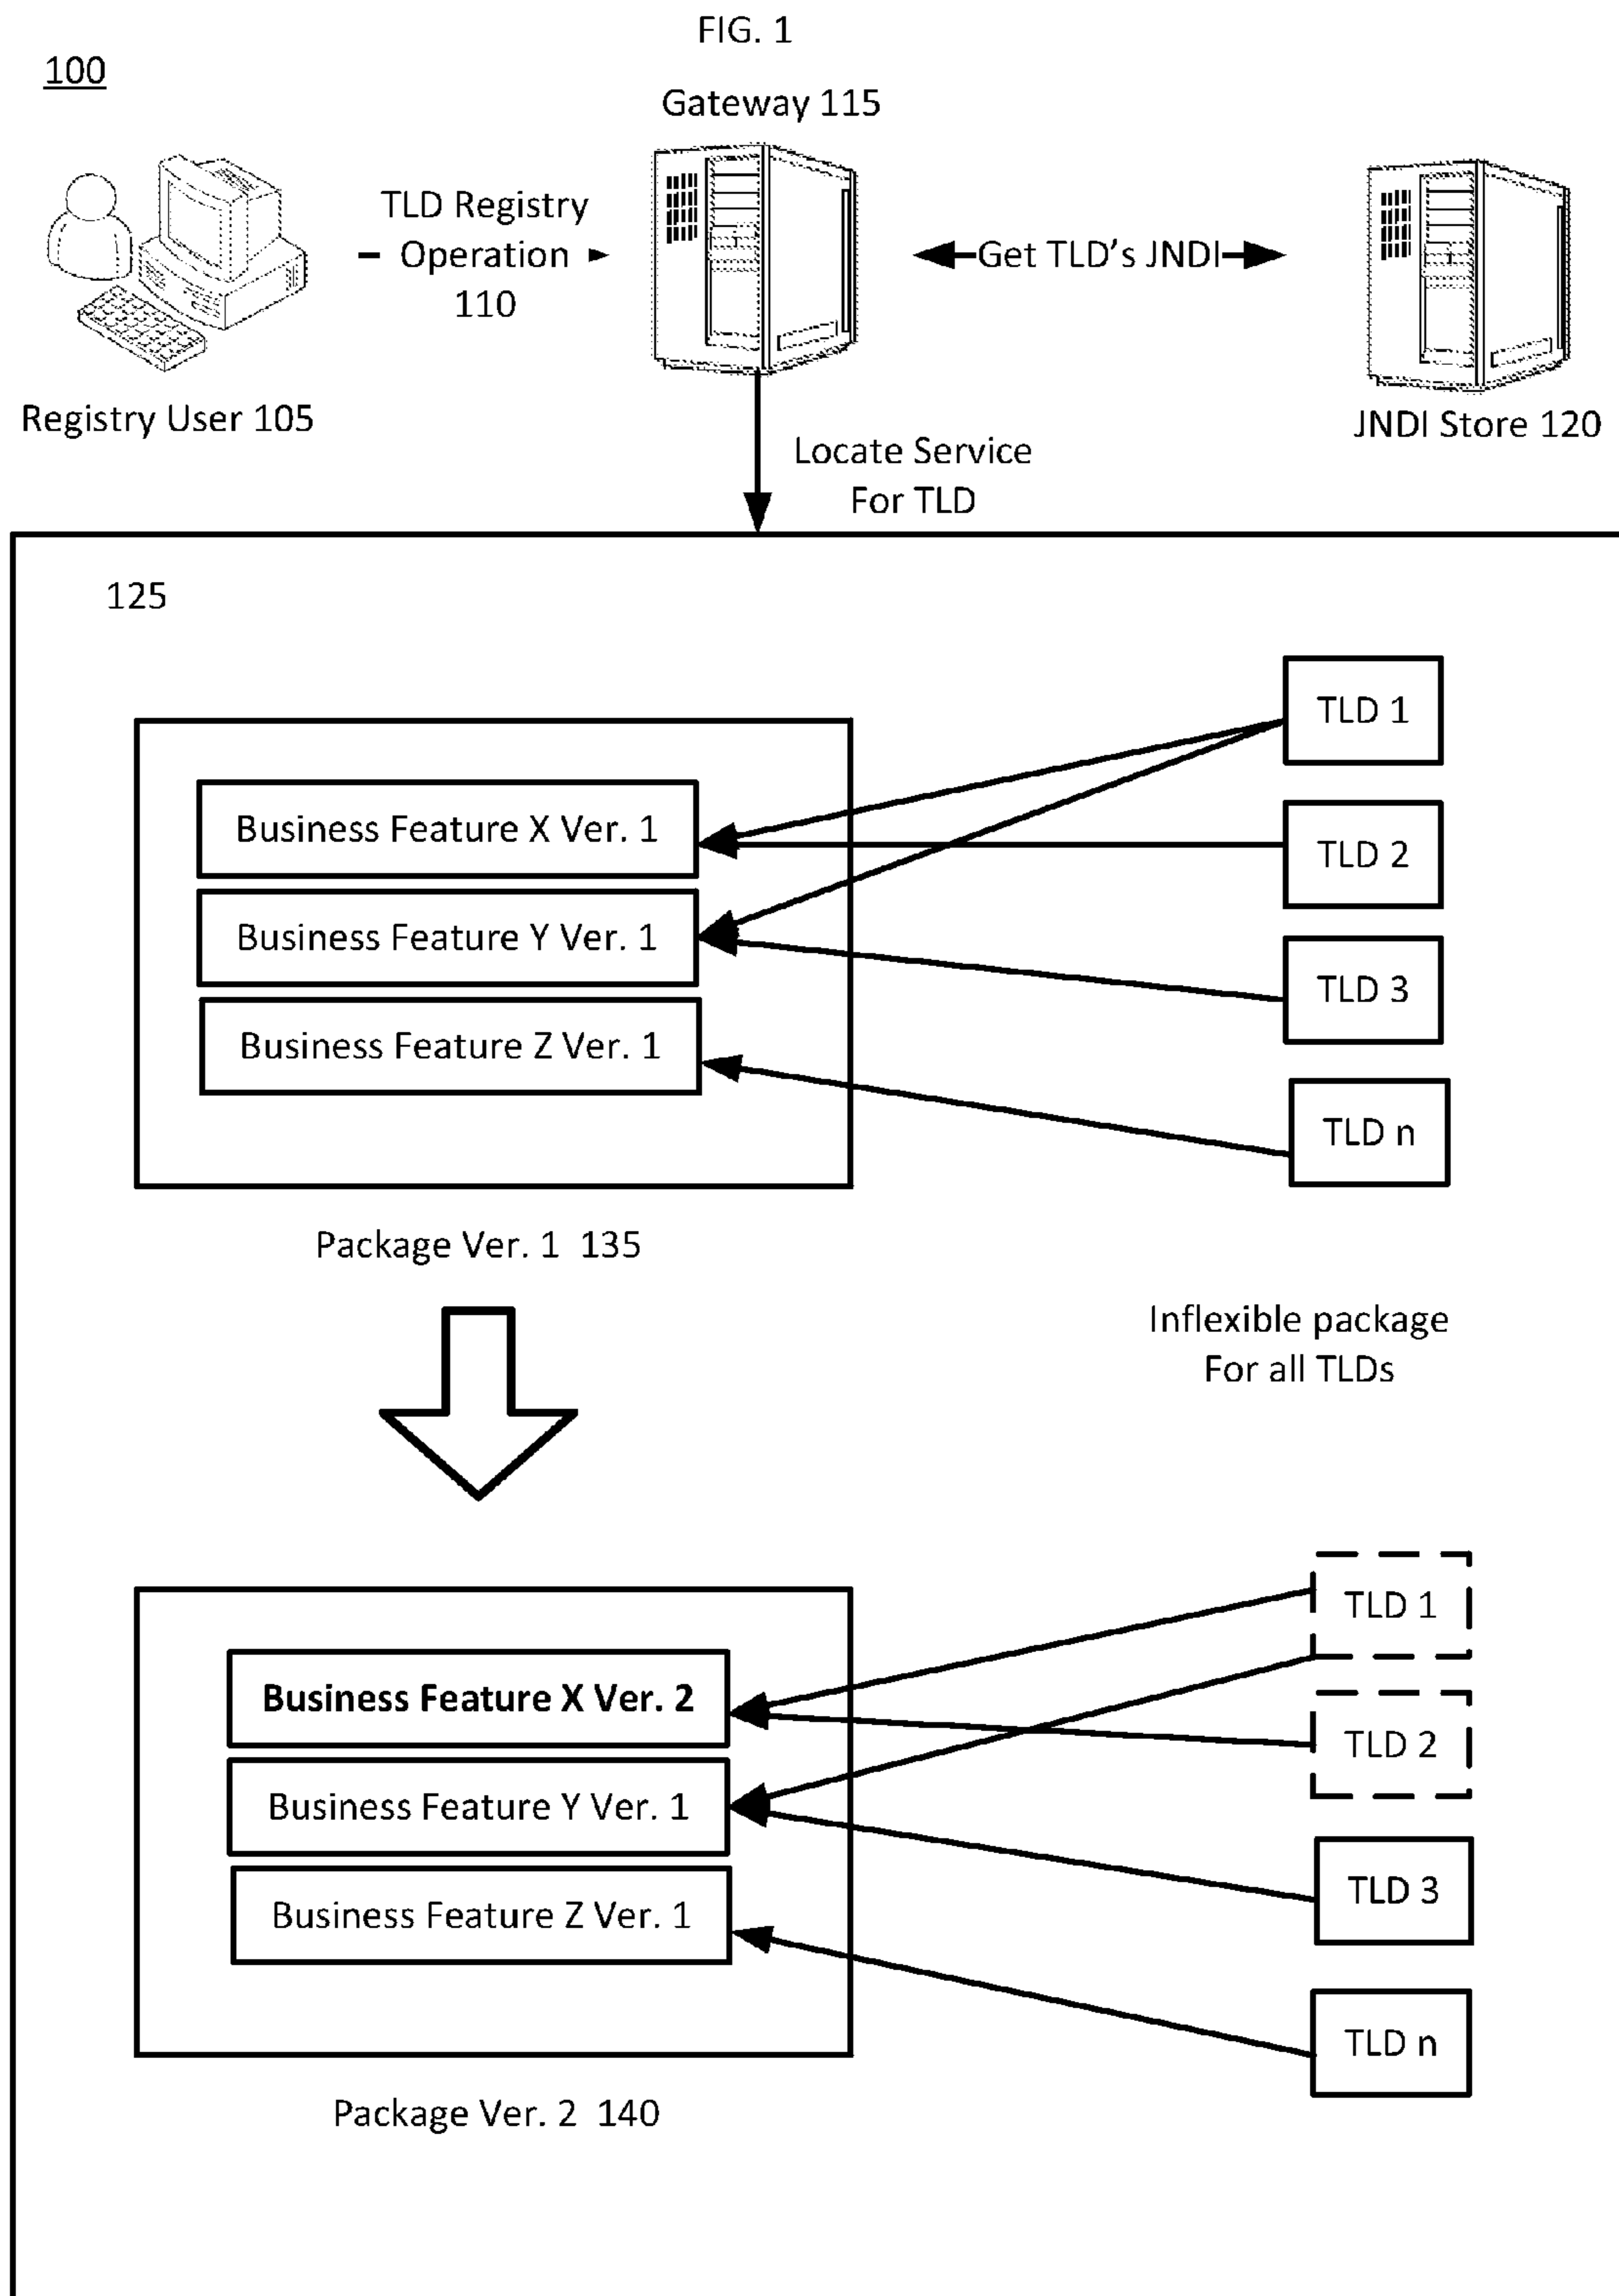 FIG. 1
100
Gateway 115
TLD Registry
Operation
110
Get TLD's JNDI
Registry User 105
JNDI Store 120
Locate Service
For TLD
125
TLD 1
Business Feature X Ver. 1
TLD 2
Business Feature Y Ver. 1
TLD 3
Business Feature Z Ver. 1
TLD n
Package Ver. 1 135
Inflexible package
For all TLDs
TLD 1
Business Feature X Ver. 2
TLD 2
Business Feature Y Ver. 1
TLD 3
Business Feature Z Ver. 1
TLD n
Package Ver. 2 140